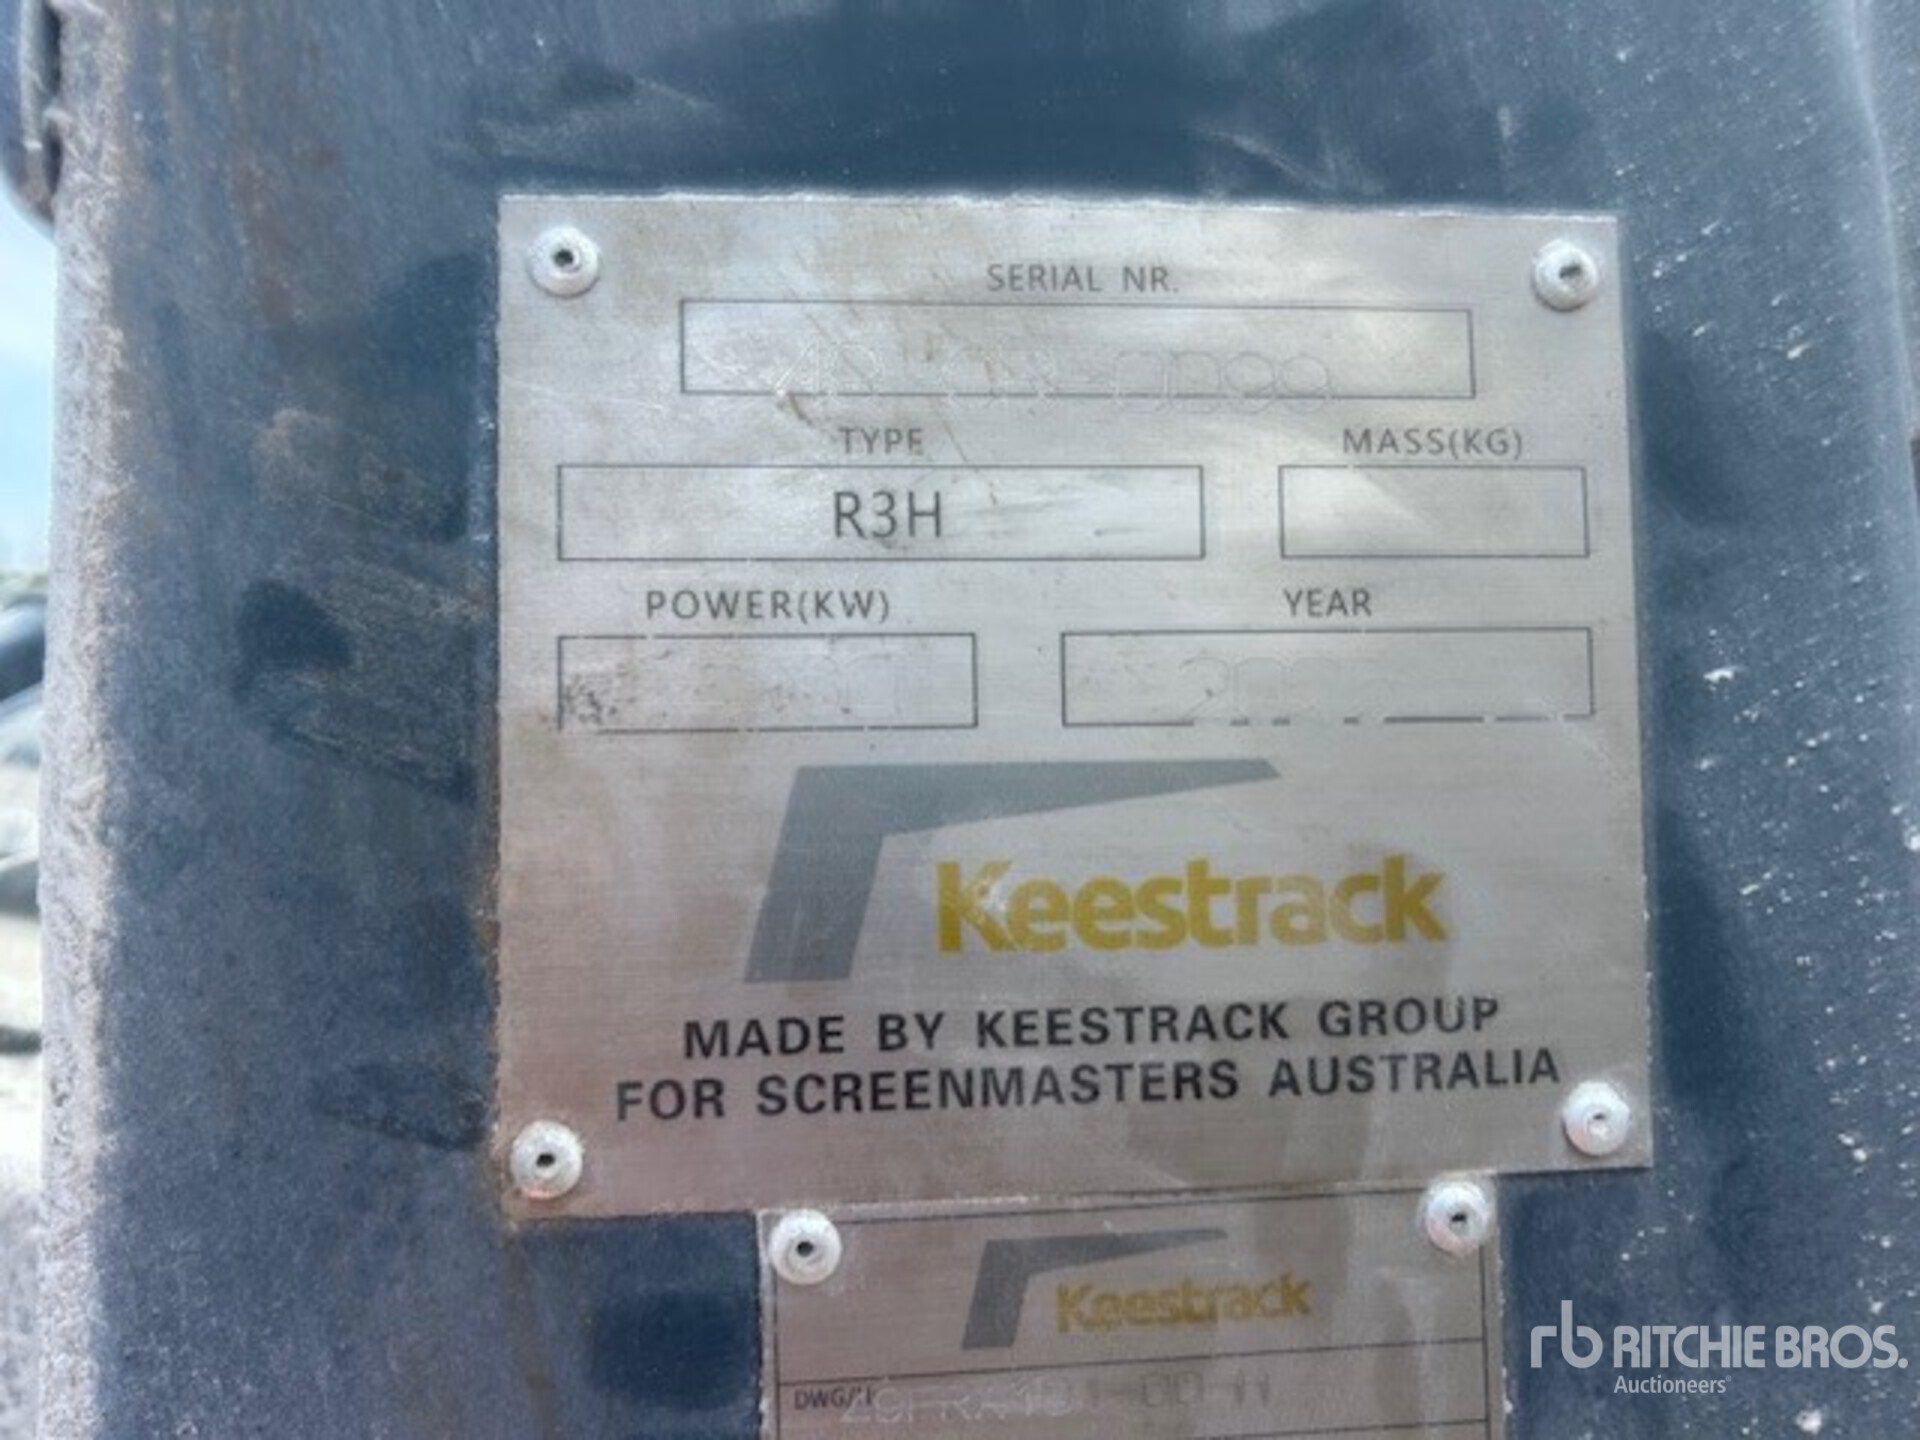 SERIAL NR.
TYPE MASS(KG)
R3H
POWER(KW) YEAR
Keestrack
MADE BY KEESTRACK GROUP
FOR SCREENMASTERS AUSTRALIA
Keestrack
rb RITCHIE BROS.
Auctioneers